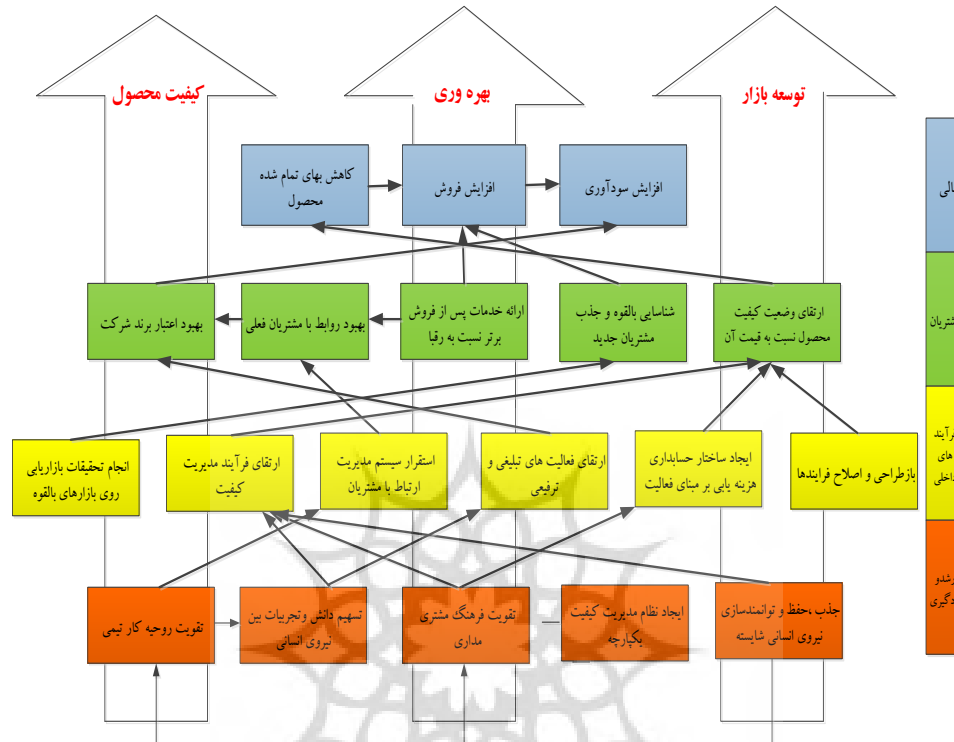 توسعه بازار
بهره وری
کیفیت محصول
افزایش سودآوری
افزایش فروش
کاهش بهای تمام شده
محصول
ارتقای وضعیت کیفیت
محصول نسبت به قیمت آن
شناسایی بالقوه و جذب
مشتریان جدید
ارائه خدمات پس از فروش
برتر نسبت به رقبا
بهبود روابط با مشتریان فعلی
بهبود اعتبار برند شرکت
مشتریان
بازطراحی و اصلاح فرایندها
ایجاد ساختار حسابداری
هزینه یابی بر مبنای فعالیت
ارتقای فعالیت های تبلیغی و
ترفیعی
استقرار سیستم مدیریت
ارتباط با مشتریان
ارتقای فرآیند مدیریت
کیفیت
انجام تحقیقات بازاریابی
روی بازارهای بالقوه
فرآیند
های
داخلی
جذب ،حفظ و توانمندسازی
نیروی انسانی شایسته
ایجاد نظام مدیریت کیفیت
یکپارچه
تقویت فرهنگ مشتری
مداری
تسهیم دانش وتجربیات بین
نیروی انسانی
تقویت روحیه کار تیمی